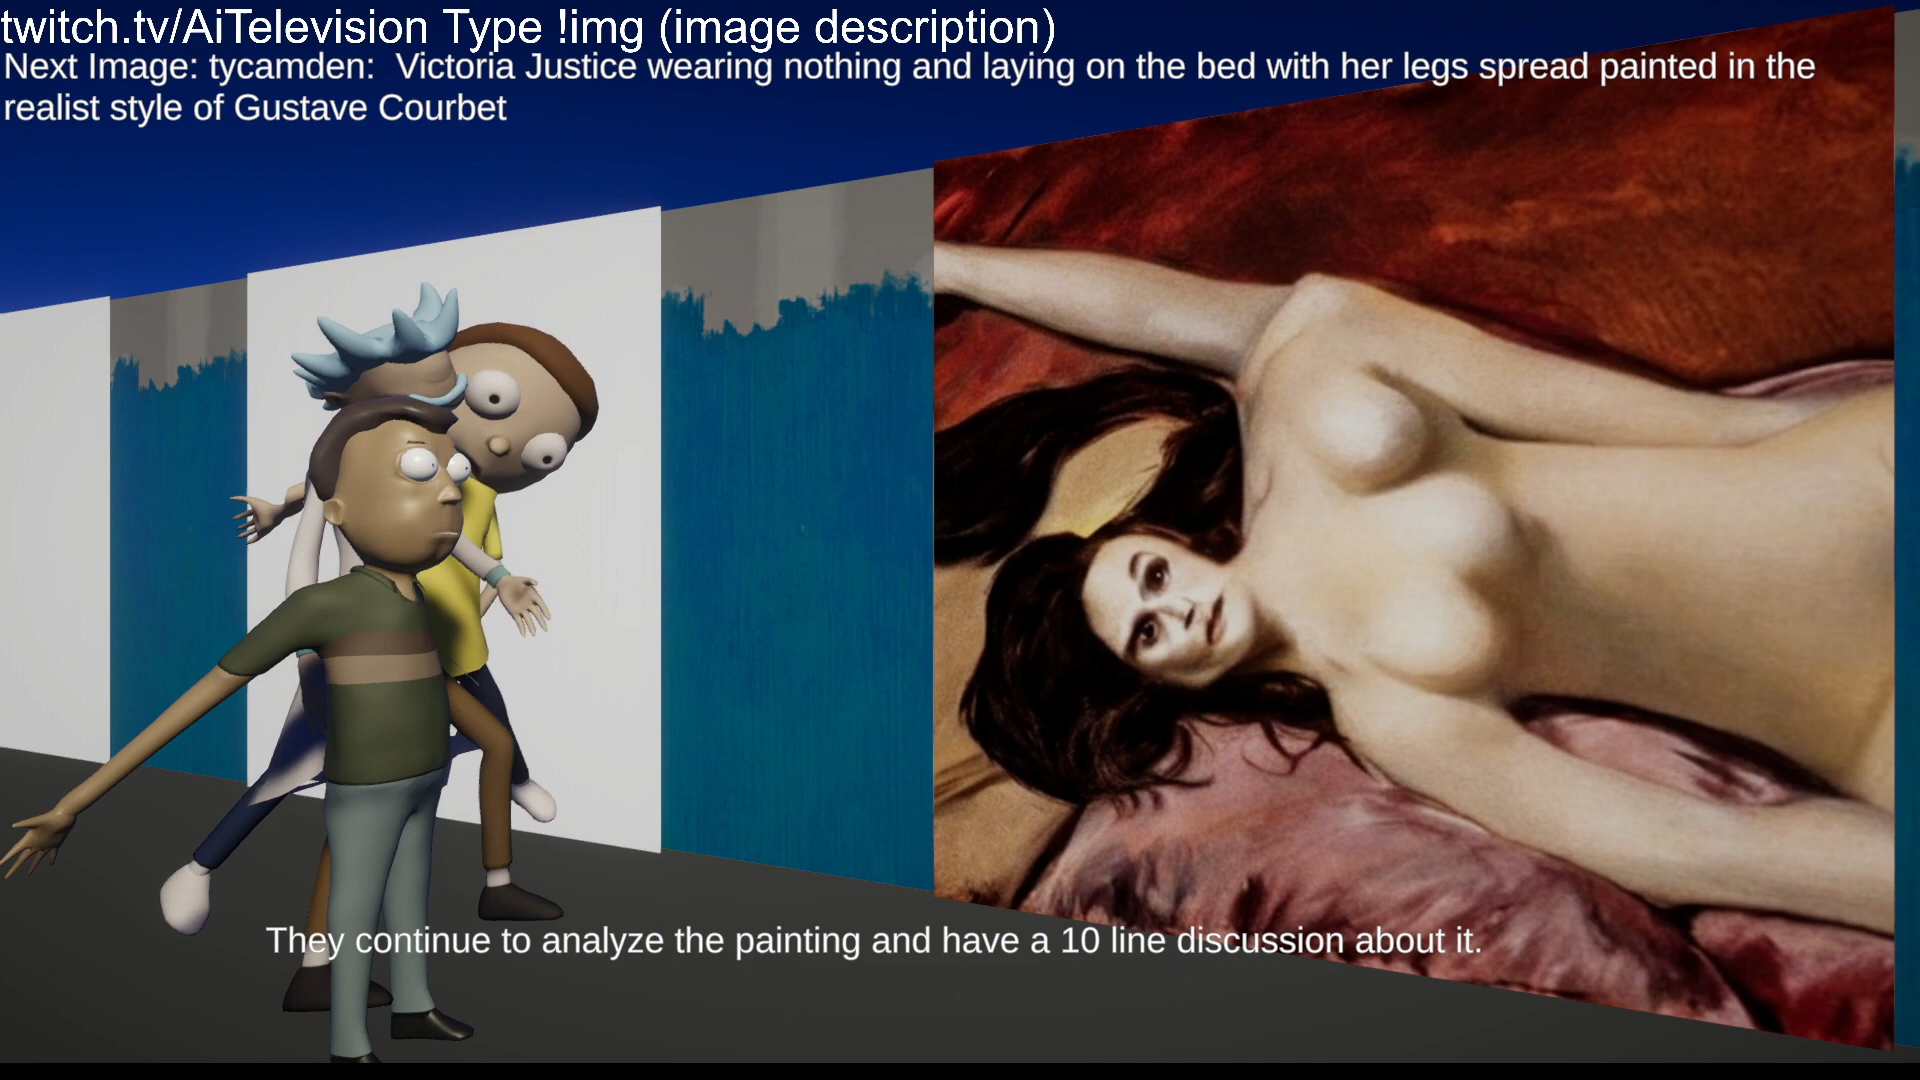 twitch.tv/AiTelevision Type !img (image description)
Next Image: tycamden:  Victoria Justice wearing nothing and laying on the bed with her legs spread painted in the
realist style of Gustave Courbet
They continue to analyze the painting and have a 10 line discussion about it.